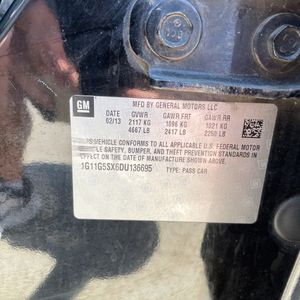 GM
MFD BY GENERAL MOTORS LLC
DATE GVWR GAWR FRT GAWR RR
02/13 2117 KG 1096 KG 1021 KG
4667 LB 2417 LB 2250 LB
THIS VEHICLE CONFORMS TO ALL APPLICABLE U.S. FEDERAL MOTOR
VEHICLE SAFETY, BUMPER, AND THEFT PREVENTION STANDARDS IN
EFFECT ON THE DATE OF MANUFACTURE SHOWN ABOVE.
1G11G5SX6DU136695
TYPE: PASS CAR